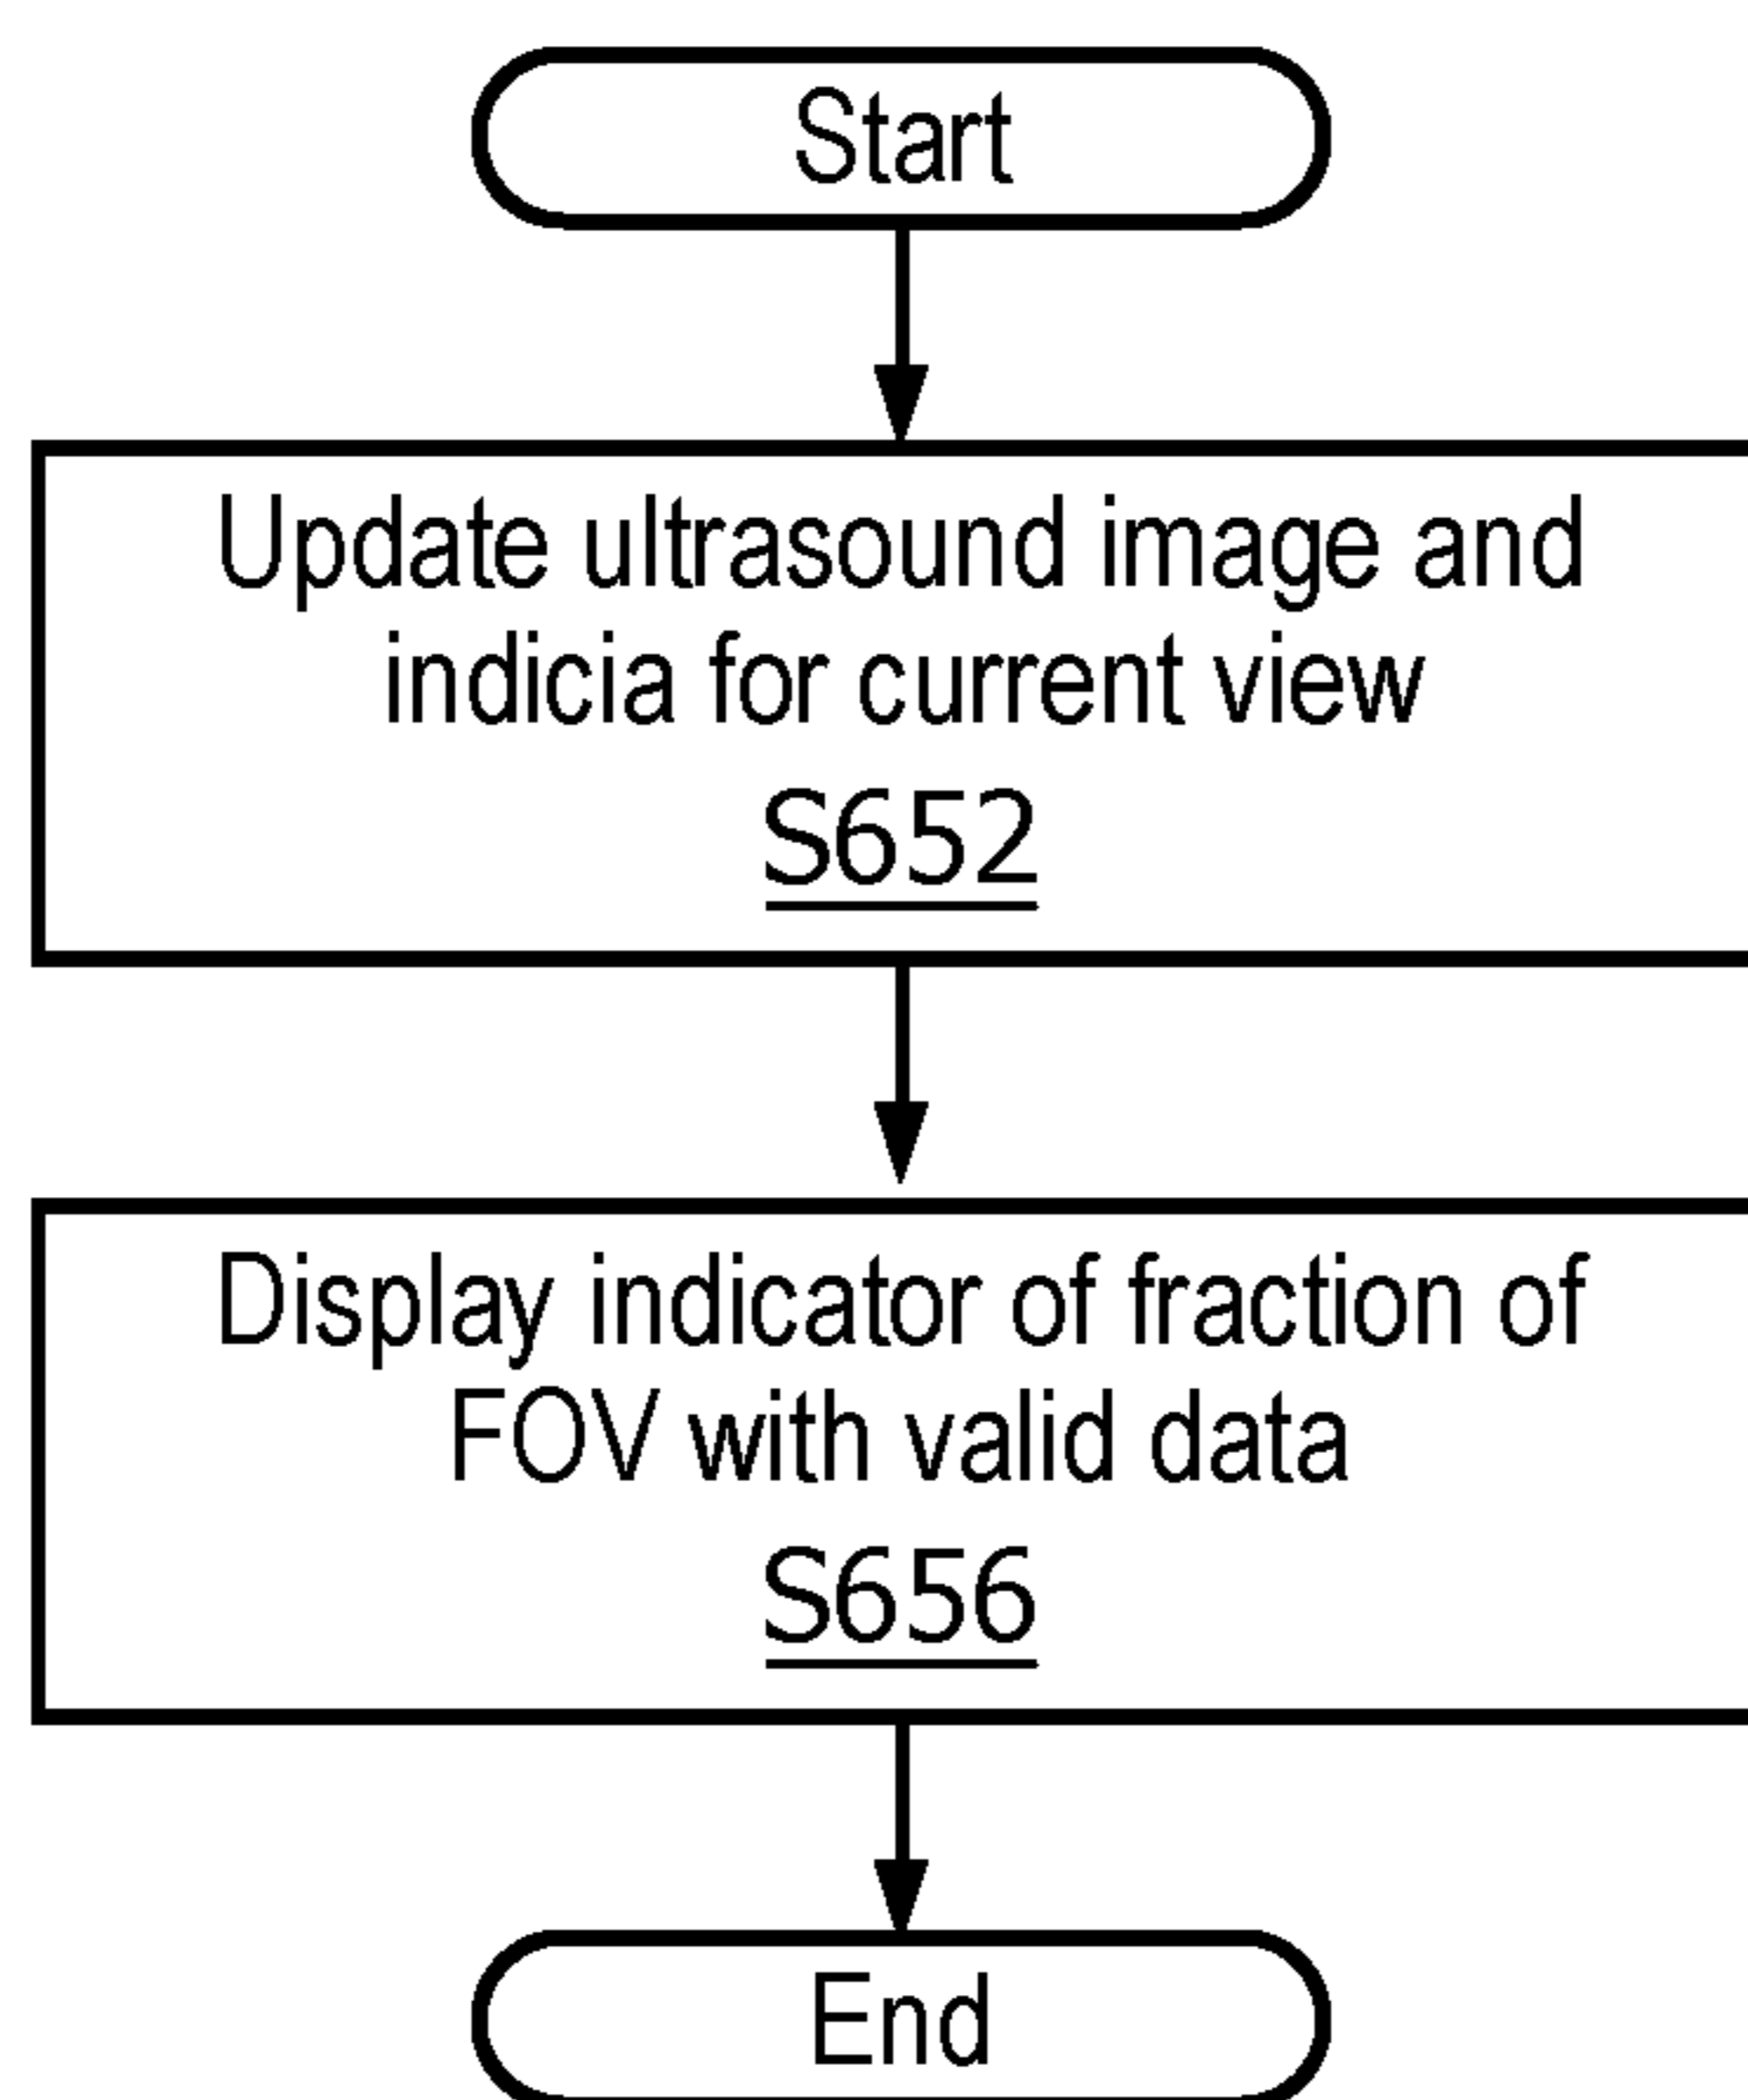 Start
Update ultrasound image and
indicia for current view
S652
Display indicator of fraction of
FOV with valid data
S656
End